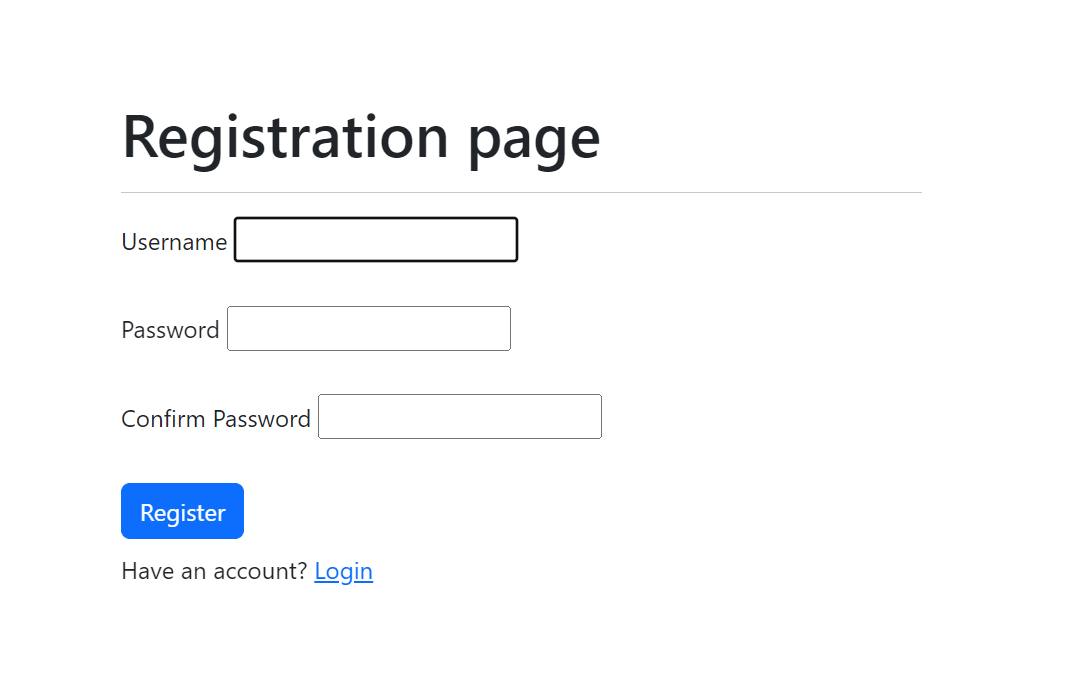 Registration page
Username
Password
Confirm Password
Register
Have an account? Login